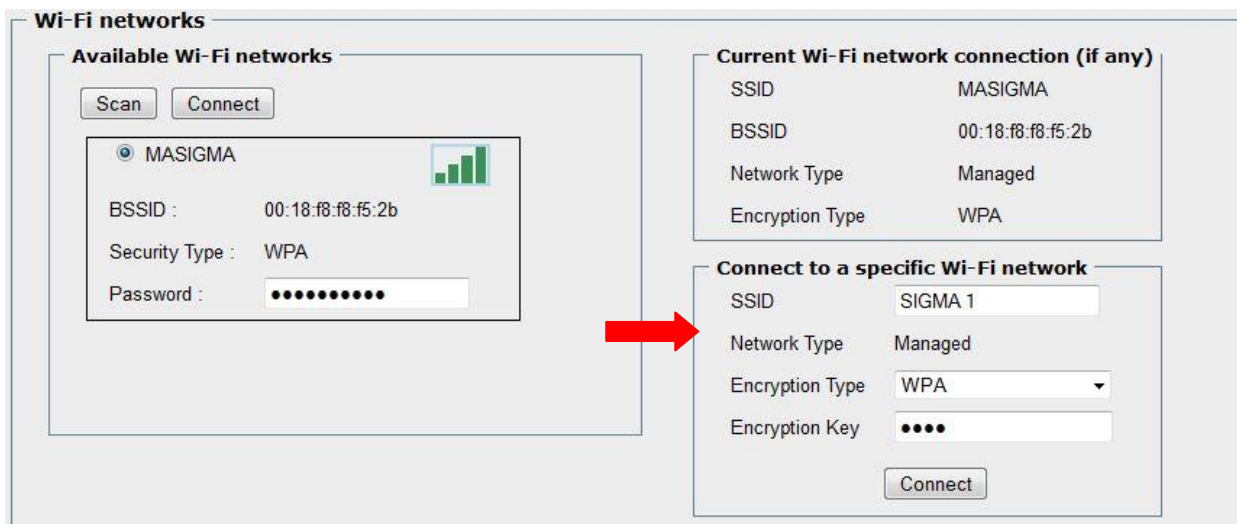 Wi-Fi networks
Available Wi-Fi networks
Scan Connect
MASIGMA
BSSID : 00:18:f8:f8:f5:2b
Security Type : WPA
Password : ●●●●●●●●●●
Current Wi-Fi network connection (if any)
SSID MASIGMA
BSSID 00:18:f8:f8:f5:2b
Network Type Managed
Encryption Type WPA
Connect to a specific Wi-Fi network
SSID SIGMA 1
Network Type Managed
Encryption Type WPA
Encryption Key ●●●●
Connect